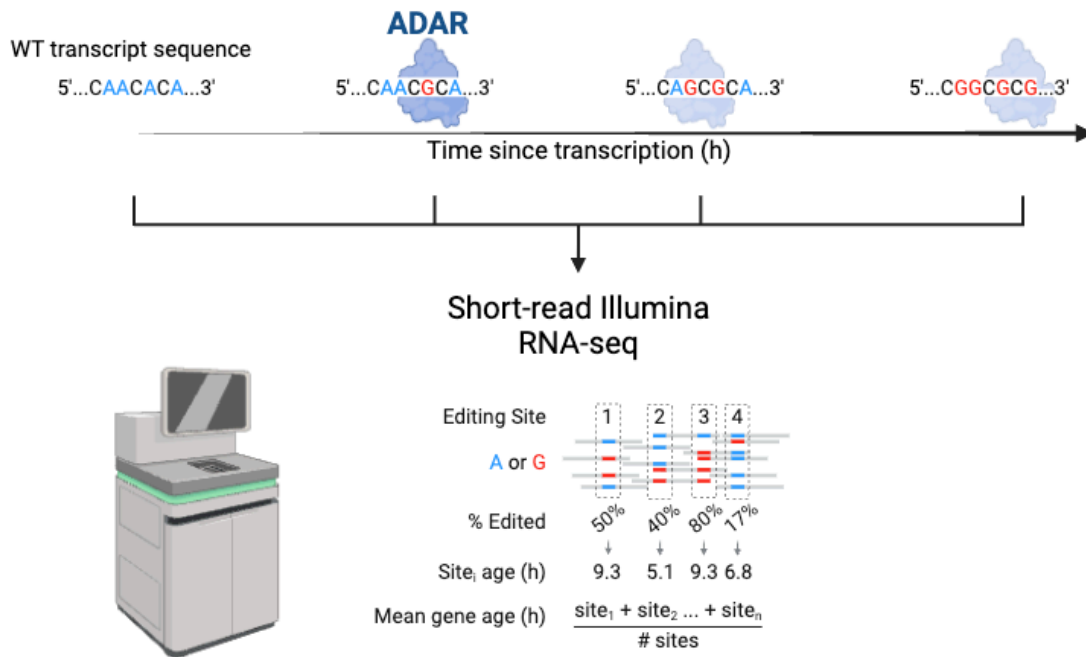 ADAR
WT transcript sequence
5'...CAACACA...3'
5'...CAACGCA...3'
5'...CAGCGCA...3'
5'...CGGCGCG...3'
Time since transcription (h)
Short-read Illumina
RNA-seq
Editing Site 1 2 3 4
A or G
% Edited 50% 40% 80% 17%
Siteᵢ age (h) 9.3 5.1 9.3 6.8
Mean gene age (h) site₁ + site₂ ... + siteₙ
# sites